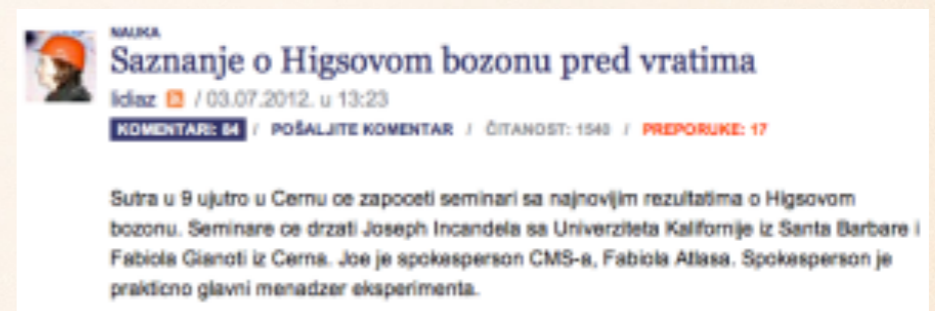 NAUKA
Saznanje o Higsovom bozonu pred vratima
lidiaz / 03.07.2012. u 13:23
KOMENTARI: 84 / POŠALJITE KOMENTAR / ČITANOST: 1548 / PREPORUKE: 17
Sutra u 9 ujutro u Cernu ce zapoceti seminari sa najnovijim rezultatima o Higsovom
bozonu. Seminare ce drzati Joseph Incandela sa Univerziteta Kalifornije iz Santa Barbare i
Fabiola Gianoti iz Cerna. Joe je spokesperson CMS-a, Fabiola Atlasa. Spokesperson je
prakticno glavni menadzer eksperimenta.